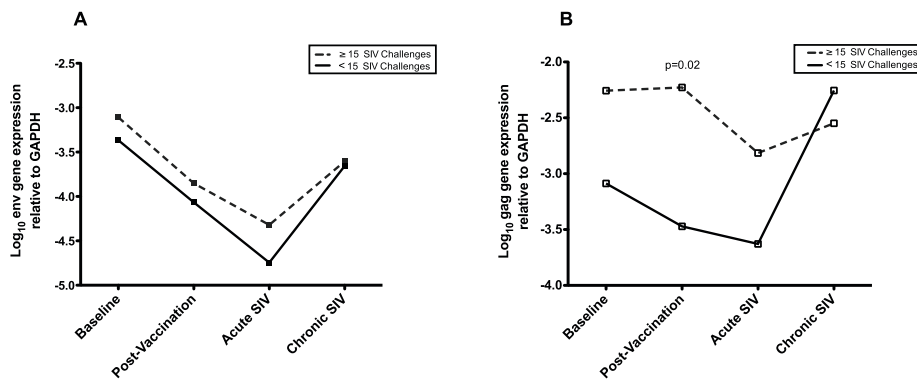 A
≥ 15 SIV Challenges
< 15 SIV Challenges
Log10 env gene expression
relative to GAPDH
-2.5
-3.0
-3.5
-4.0
-4.5
-5.0
Baseline
Post-Vaccination
Acute SIV
Chronic SIV
B
≥ 15 SIV Challenges
< 15 SIV Challenges
p=0.02
Log10 gag gene expression
relative to GAPDH
-2.0
-2.5
-3.0
-3.5
-4.0
Baseline
Post-Vaccination
Acute SIV
Chronic SIV